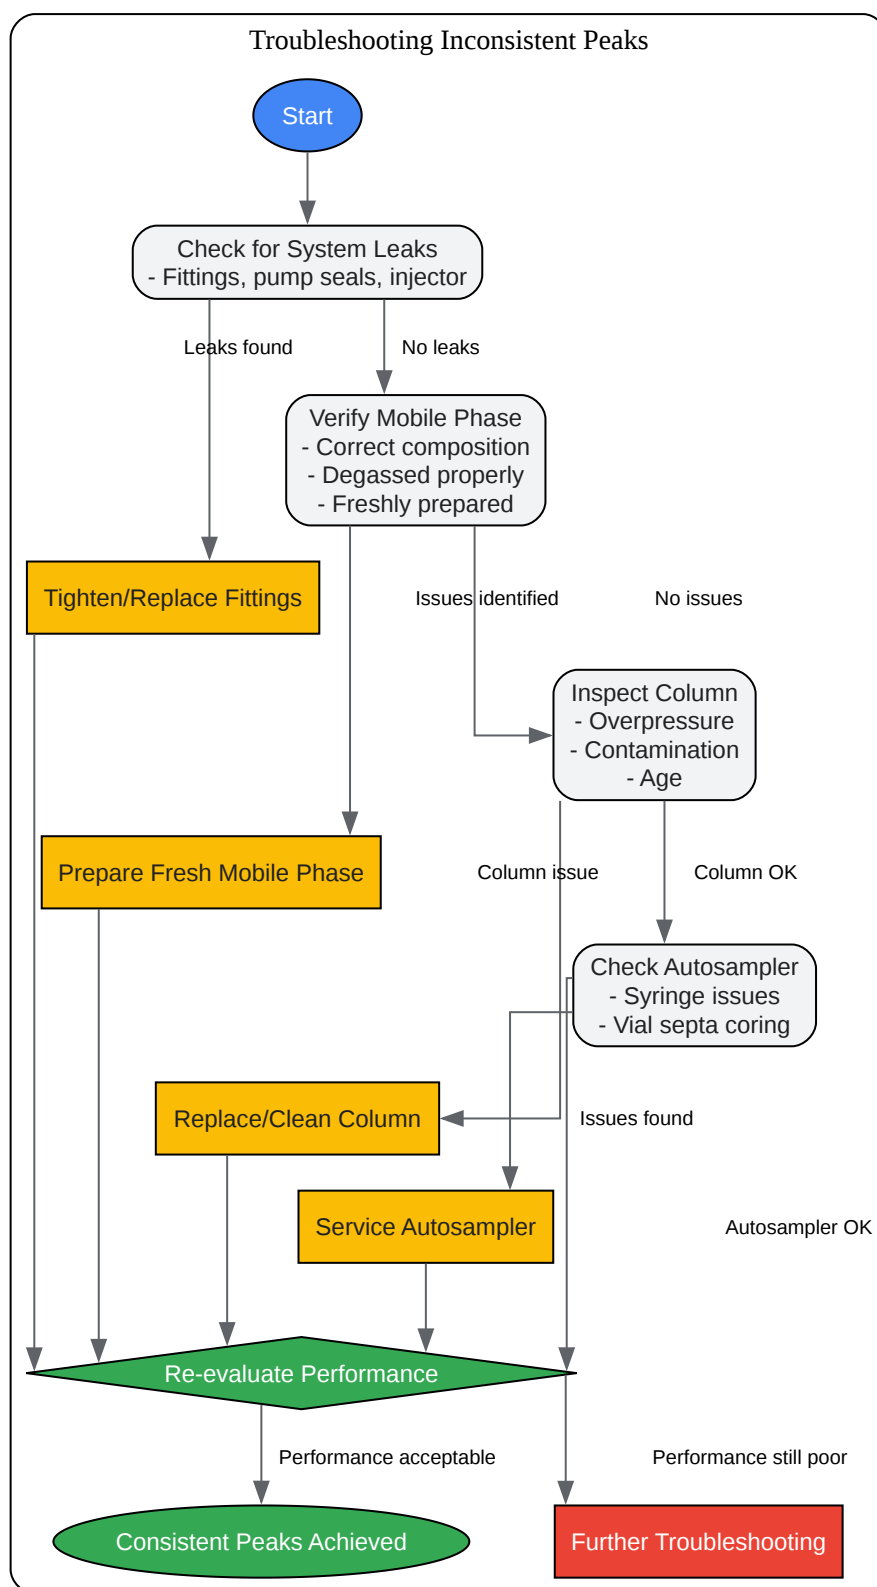 Troubleshooting Inconsistent Peaks
Start
Check for System Leaks
- Fittings, pump seals, injector
Leaks found
No leaks
Verify Mobile Phase
- Correct composition
- Degassed properly
- Freshly prepared
Tighten/Replace Fittings
Issues identified
No issues
Inspect Column
- Overpressure
- Contamination
- Age
Prepare Fresh Mobile Phase
Column issue
Column OK
Check Autosampler
- Syringe issues
- Vial septa coring
Replace/Clean Column
Issues found
Service Autosampler
Autosampler OK
Re-evaluate Performance
Performance acceptable
Performance still poor
Consistent Peaks Achieved
Further Troubleshooting